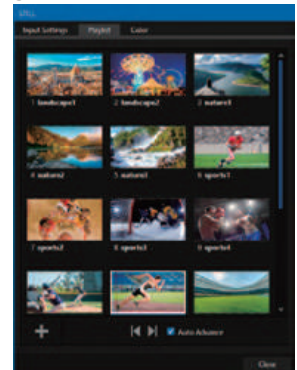 STILL
Input Settings Playlist Color
1 landscape1 2 landscape2 3 nature3
4 nature2 5 nature1 6 sports1
7 sports2 8 sports3 9 sports4
Auto Advance
Close